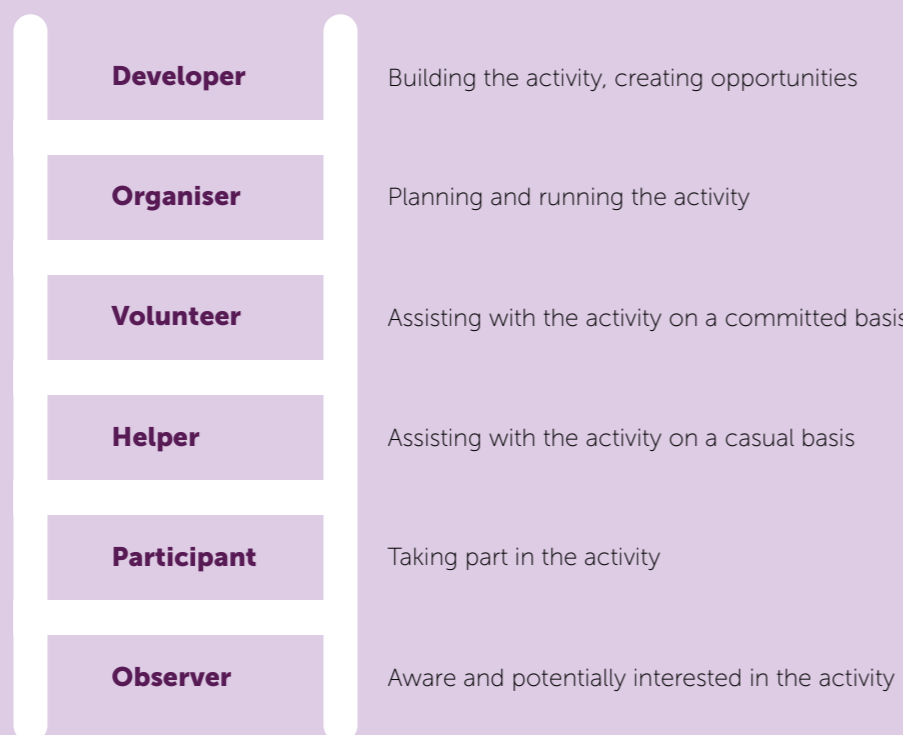 Developer Building the activity, creating opportunities
Organiser Planning and running the activity
Volunteer Assisting with the activity on a committed basis
Helper Assisting with the activity on a casual basis
Participant Taking part in the activity
Observer Aware and potentially interested in the activity